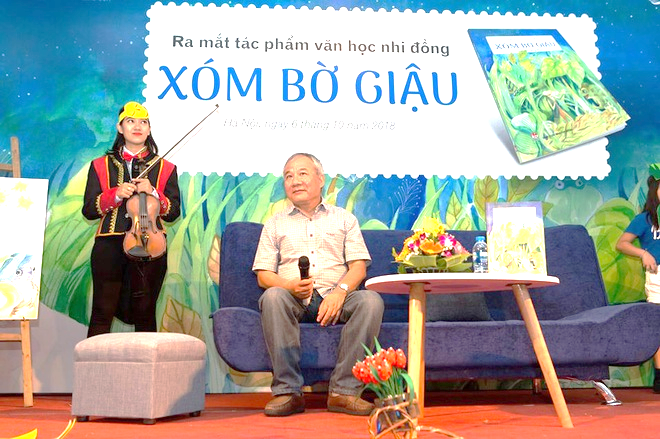 Ra mắt tác phẩm văn học nhi đồng
XÓM BỜ GIẬU
Hà Nội, ngày 6 tháng 10 năm 2018
XÓM BỜ GIẬU